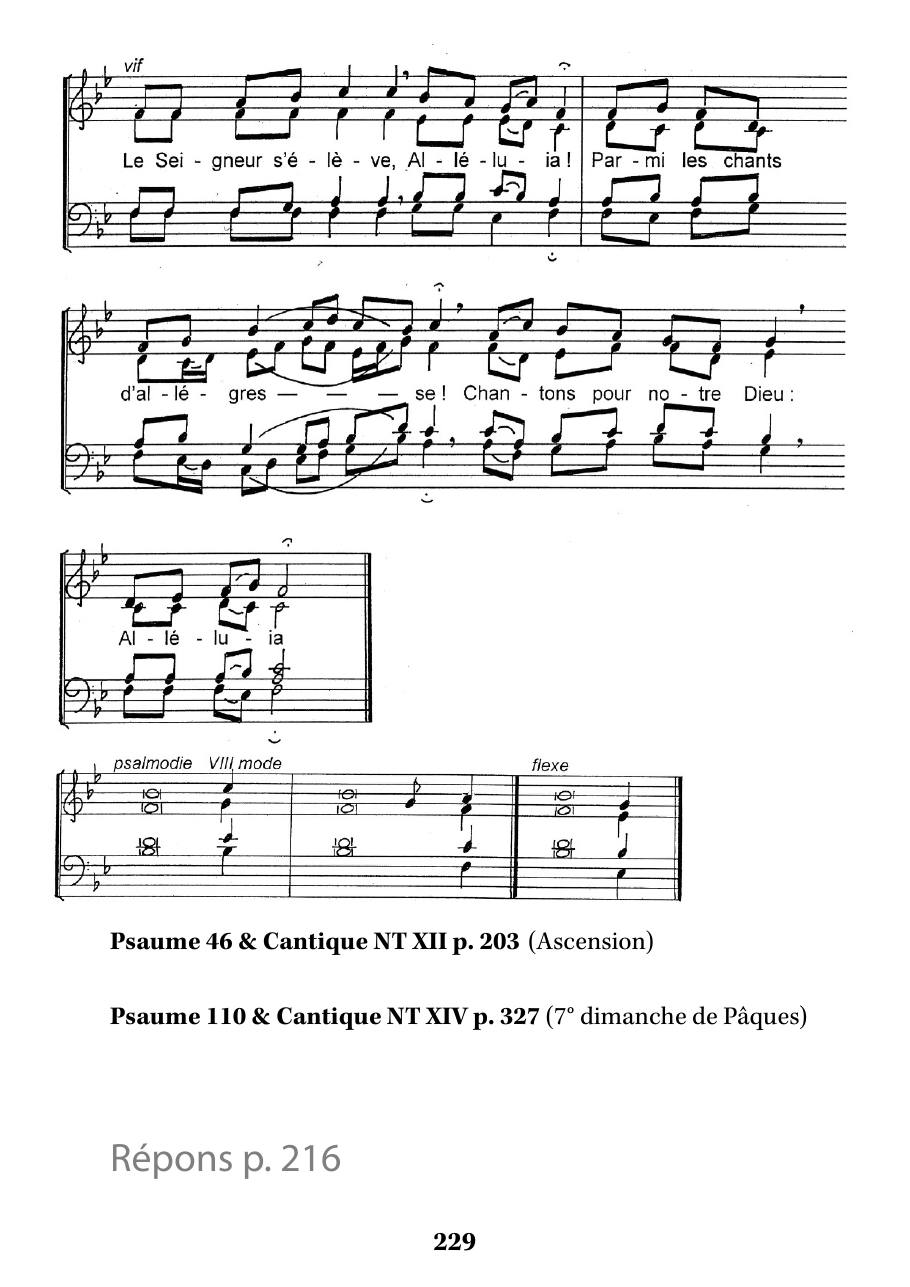 vif
Le Sei - gneur s'é - lè - ve, Al - lé - lu - ia ! Par - mi les chants
d'al - lé - gres — — — se ! Chan - tons pour no - tre Dieu :
Al - lé - lu - ia
psalmodie VIII mode flexe
Psaume 46 & Cantique NT XII p. 203 (Ascension)
Psaume 110 & Cantique NT XIV p. 327 (7° dimanche de Pâques)
Répons p. 216
229